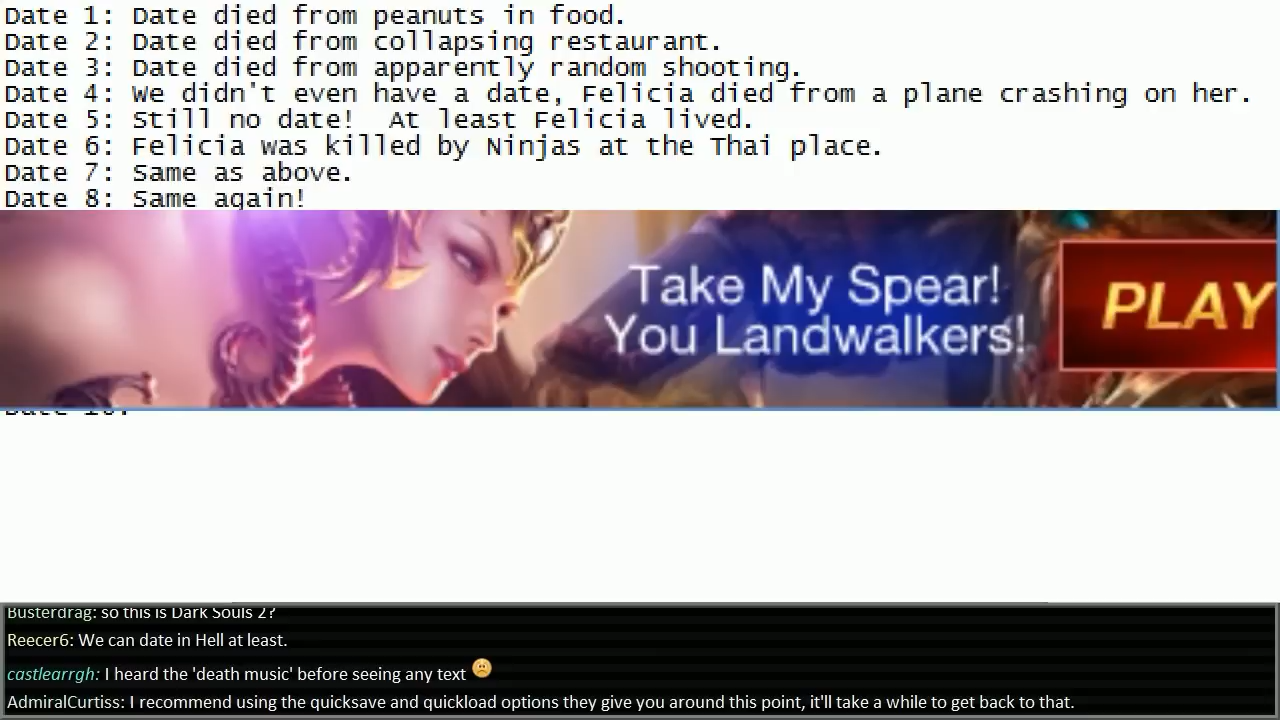 Date 1: Date died from peanuts in food.
Date 2: Date died from collapsing restaurant.
Date 3: Date died from apparently random shooting.
Date 4: We didn't even have a date, Felicia died from a plane crashing on her.
Date 5: Still no date!  At least Felicia lived.
Date 6: Felicia was killed by Ninjas at the Thai place.
Date 7: Same as above.
Date 8: Same again!
Take My Spear!
You Landwalkers!
PLAY
Date 10:
Busterdrag: so this is Dark Souls 2?
Reecer6: We can date in Hell at least.
castlearrgh: I heard the 'death music' before seeing any text
AdmiralCurtiss: I recommend using the quicksave and quickload options they give you around this point, it'll take a while to get back to that.